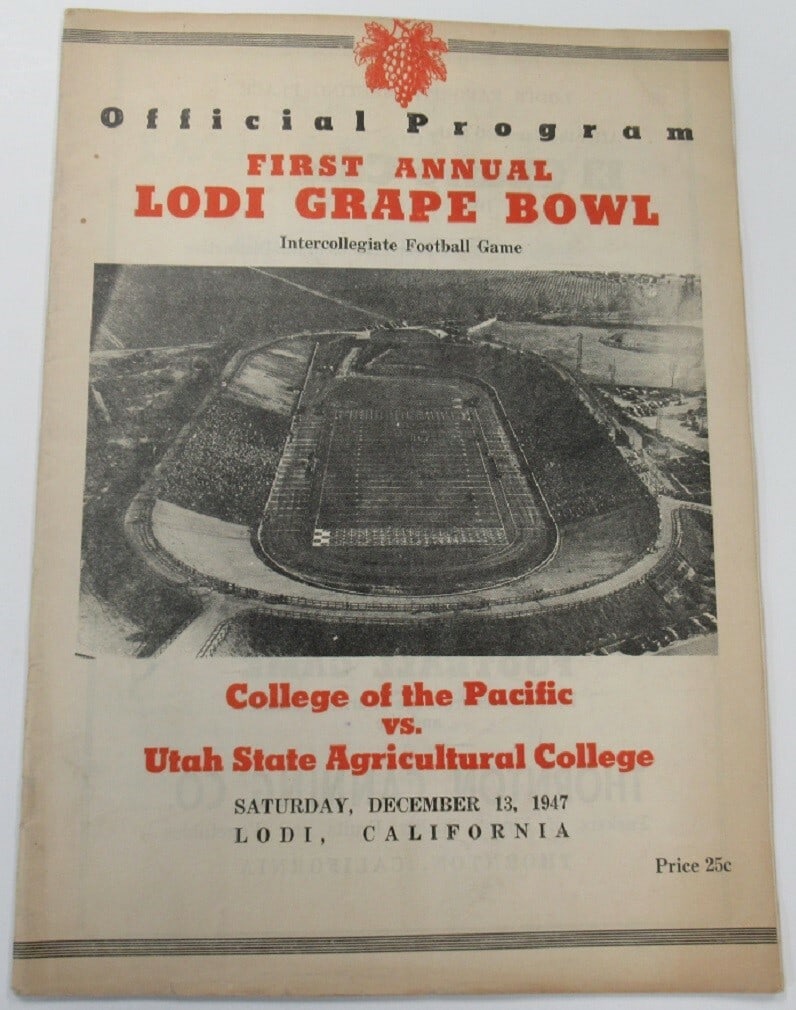 Official Program
FIRST ANNUAL
LODI GRAPE BOWL
Intercollegiate Football Game
College of the Pacific
vs.
Utah State Agricultural College
SATURDAY, DECEMBER 13, 1947
LODI, CALIFORNIA
Price 25c